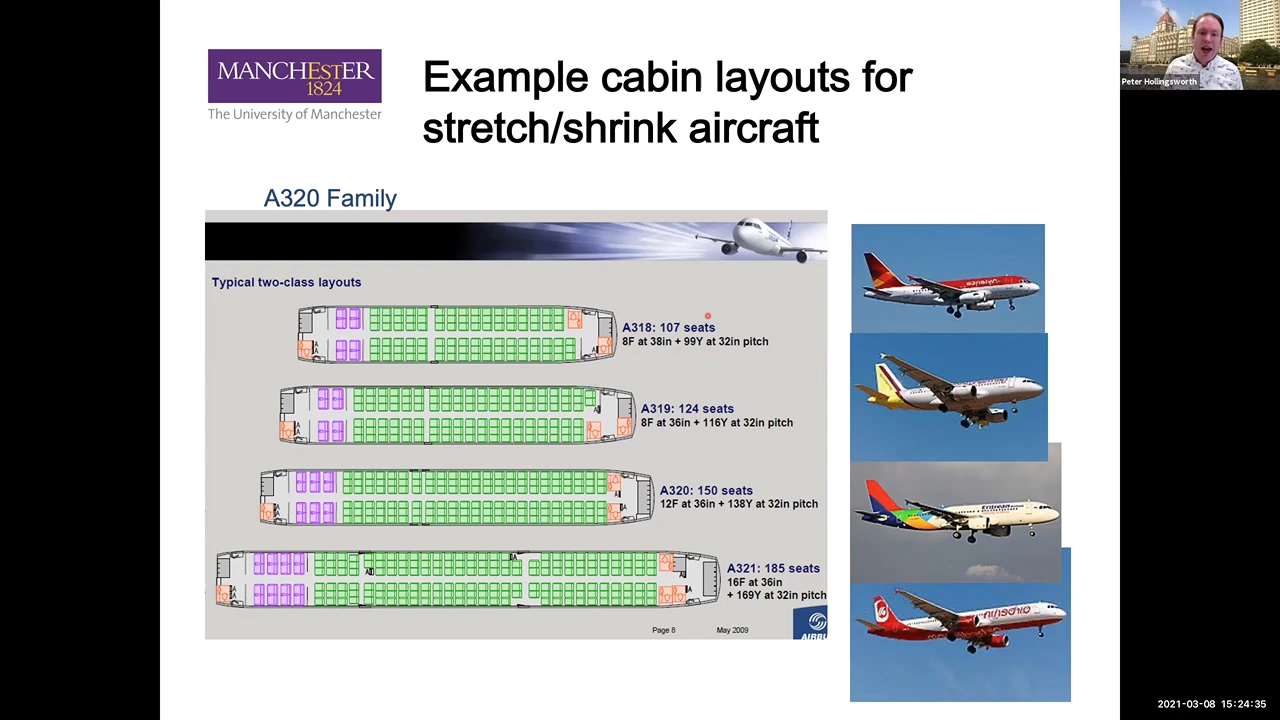 MANCHESTER
1824
The University of Manchester
Example cabin layouts for
stretch/shrink aircraft
Peter Hollingsworth
A320 Family
Typical two-class layouts
A318: 107 seats
8F at 38in + 99Y at 32in pitch
A319: 124 seats
8F at 36in + 116Y at 32in pitch
A320: 150 seats
12F at 36in + 138Y at 32in pitch
A321: 185 seats
16F at 36in
+ 169Y at 32in pitch
Page 8
May 2009
AIRBU
Eritrean
airberlin
2021-03-08 15:24:35